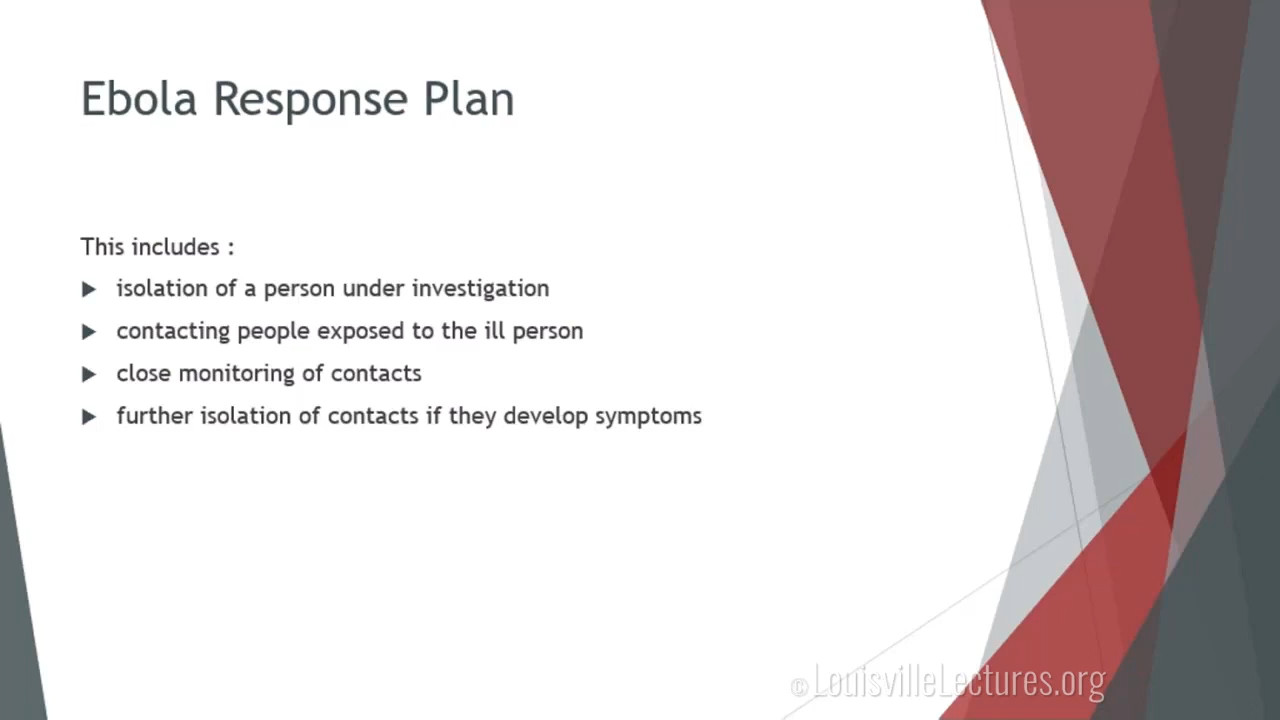 Ebola Response Plan
This includes :
isolation of a person under investigation
contacting people exposed to the ill person
close monitoring of contacts
further isolation of contacts if they develop symptoms
© LouisvilleLectures.org